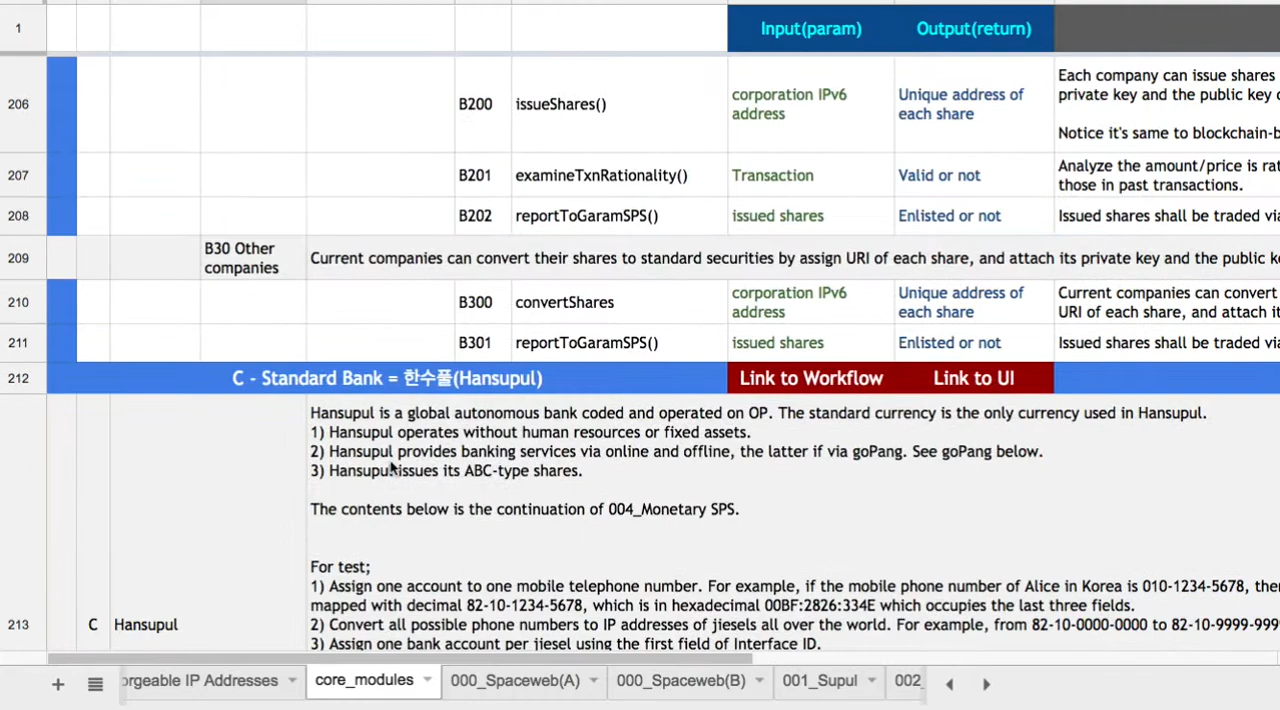 1
Input(param)
Output(return)
206
B200
issueShares()
corporation IPv6
address
Unique address of
each share
Each company can issue shares
private key and the public key
Notice it's same to blockchain-b
207
B201
examineTxnRationality()
Transaction
Valid or not
Analyze the amount/price is rat
those in past transactions.
208
B202
reportToGaramSPS()
issued shares
Enlisted or not
Issued shares shall be traded via
209
B30 Other
companies
Current companies can convert their shares to standard securities by assign URI of each share, and attach its private key and the public k
210
B300
convertShares
corporation IPv6
address
Unique address of
each share
Current companies can convert
URI of each share, and attach it
211
B301
reportToGaramSPS()
issued shares
Enlisted or not
Issued shares shall be traded via
212
C - Standard Bank = 한수풀(Hansupul)
Link to Workflow
Link to UI
Hansupul is a global autonomous bank coded and operated on OP. The standard currency is the only currency used in Hansupul.
1) Hansupul operates without human resources or fixed assets.
2) Hansupul provides banking services via online and offline, the latter if via goPang. See goPang below.
3) Hansupul issues its ABC-type shares.
The contents below is the continuation of 004_Monetary SPS.
For test;
1) Assign one account to one mobile telephone number. For example, if the mobile phone number of Alice in Korea is 010-1234-5678, then
mapped with decimal 82-10-1234-5678, which is in hexadecimal 00BF:2826:334E which occupies the last three fields.
213
C
Hansupul
2) Convert all possible phone numbers to IP addresses of jiesels all over the world. For example, from 82-10-0000-0000 to 82-10-9999-999
3) Assign one bank account per jiesel using the first field of Interface ID.
orgeable IP Addresses
core_modules
000_Spaceweb(A)
000_Spaceweb(B)
001_Supul
002_